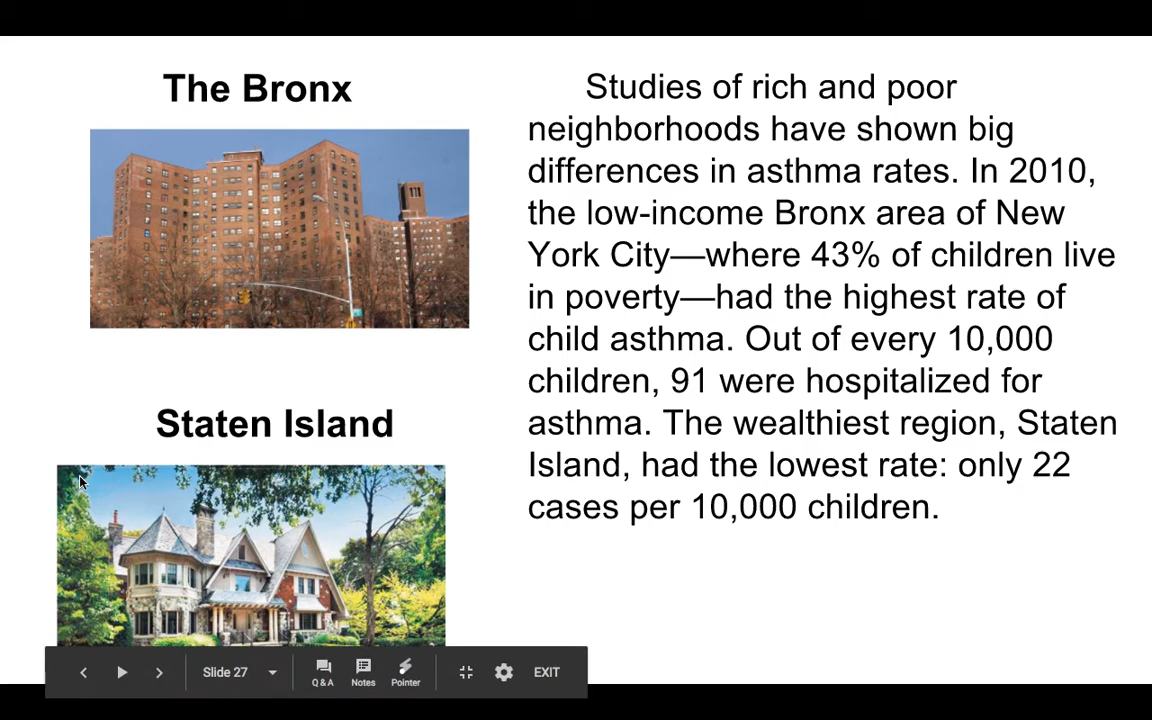 The Bronx
Studies of rich and poor
neighborhoods have shown big
differences in asthma rates. In 2010,
the low-income Bronx area of New
York City—where 43% of children live
in poverty—had the highest rate of
child asthma. Out of every 10,000
children, 91 were hospitalized for
asthma. The wealthiest region, Staten
Island, had the lowest rate: only 22
cases per 10,000 children.
Staten Island
Slide 27
Q & A
Notes
Pointer
EXIT